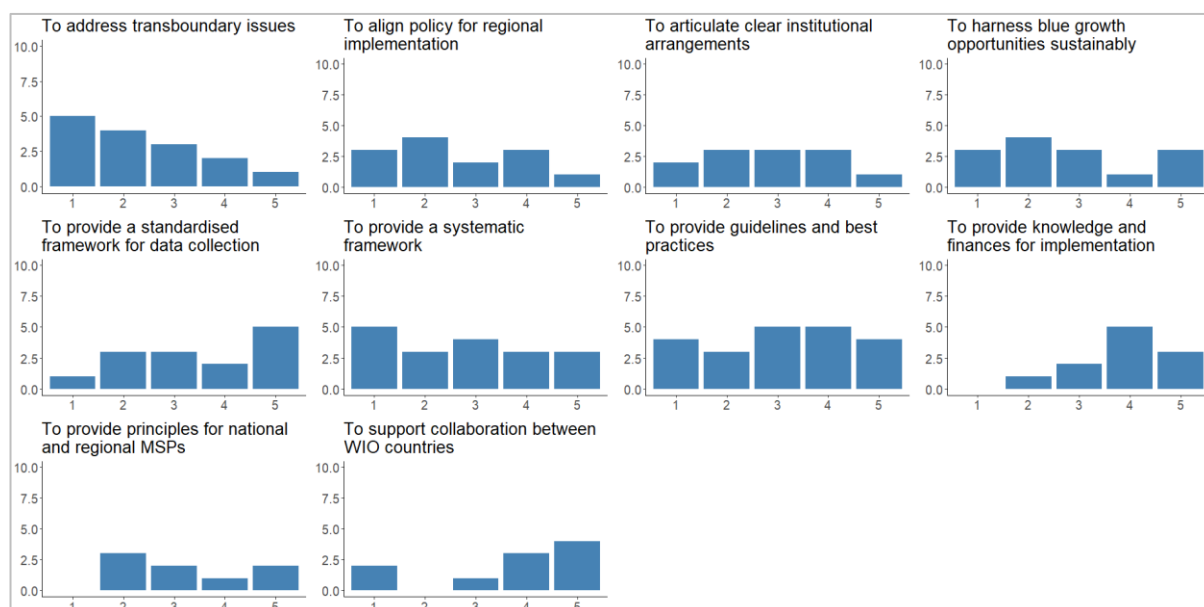 To address transboundary issues
10.0
7.5
5.0
2.5
0.0
1 2 3 4 5
To align policy for regional
implementation
10.0
7.5
5.0
2.5
0.0
1 2 3 4 5
To articulate clear institutional
arrangements
10.0
7.5
5.0
2.5
0.0
1 2 3 4 5
To harness blue growth
opportunities sustainably
10.0
7.5
5.0
2.5
0.0
1 2 3 4 5
To provide a standardised
framework for data collection
10.0
7.5
5.0
2.5
0.0
1 2 3 4 5
To provide a systematic
framework
10.0
7.5
5.0
2.5
0.0
1 2 3 4 5
To provide guidelines and best
practices
10.0
7.5
5.0
2.5
0.0
1 2 3 4 5
To provide knowledge and
finances for implementation
10.0
7.5
5.0
2.5
0.0
1 2 3 4 5
To provide principles for national
and regional MSPs
10.0
7.5
5.0
2.5
0.0
1 2 3 4 5
To support collaboration between
WIO countries
10.0
7.5
5.0
2.5
0.0
1 2 3 4 5